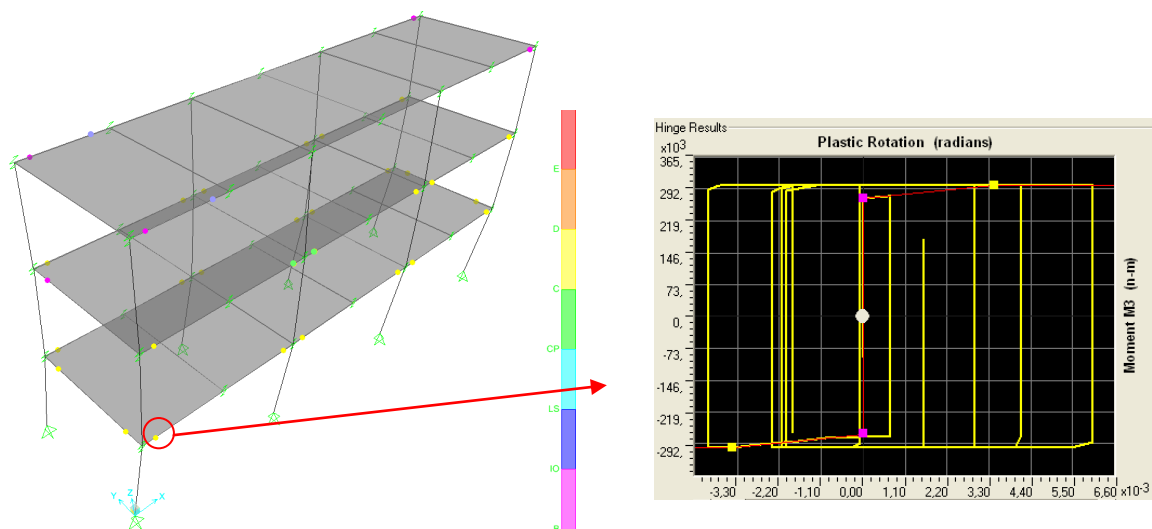 Hinge Results
Plastic Rotation (radians)
x10³
365,
292,
219,
146,
73,
0,
-73,
-146,
-219,
-292,
-3,30 -2,20 -1,10 0,00 1,10 2,20 3,30 4,40 5,50 6,60 x10⁻³
Moment M3 (n-m)
E
D
C
CP
LS
IO
B
Z
Y
X